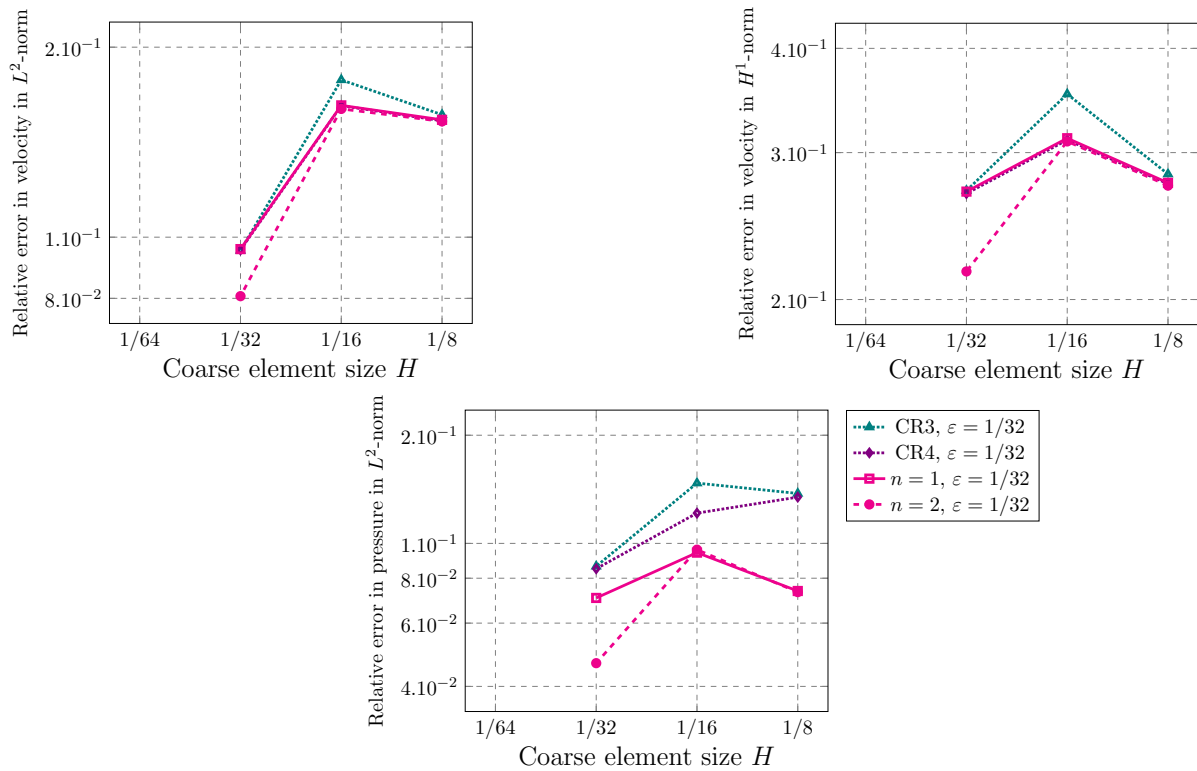 Relative error in velocity in L²-norm
2.10⁻¹
1.10⁻¹
8.10⁻²
1/64 1/32 1/16 1/8
Coarse element size H
Relative error in velocity in H¹-norm
4.10⁻¹
3.10⁻¹
2.10⁻¹
1/64 1/32 1/16 1/8
Coarse element size H
Relative error in pressure in L²-norm
2.10⁻¹
1.10⁻¹
8.10⁻²
6.10⁻²
4.10⁻²
1/64 1/32 1/16 1/8
Coarse element size H
CR3, ε = 1/32
CR4, ε = 1/32
n = 1, ε = 1/32
n = 2, ε = 1/32